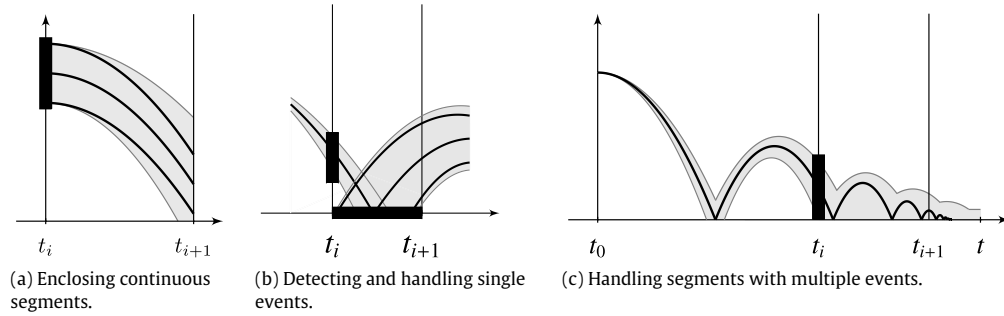 t_i t_{i+1}
t_i t_{i+1}
t_0 t_i t_{i+1} t
(a) Enclosing continuous
segments.
(b) Detecting and handling single
events.
(c) Handling segments with multiple events.